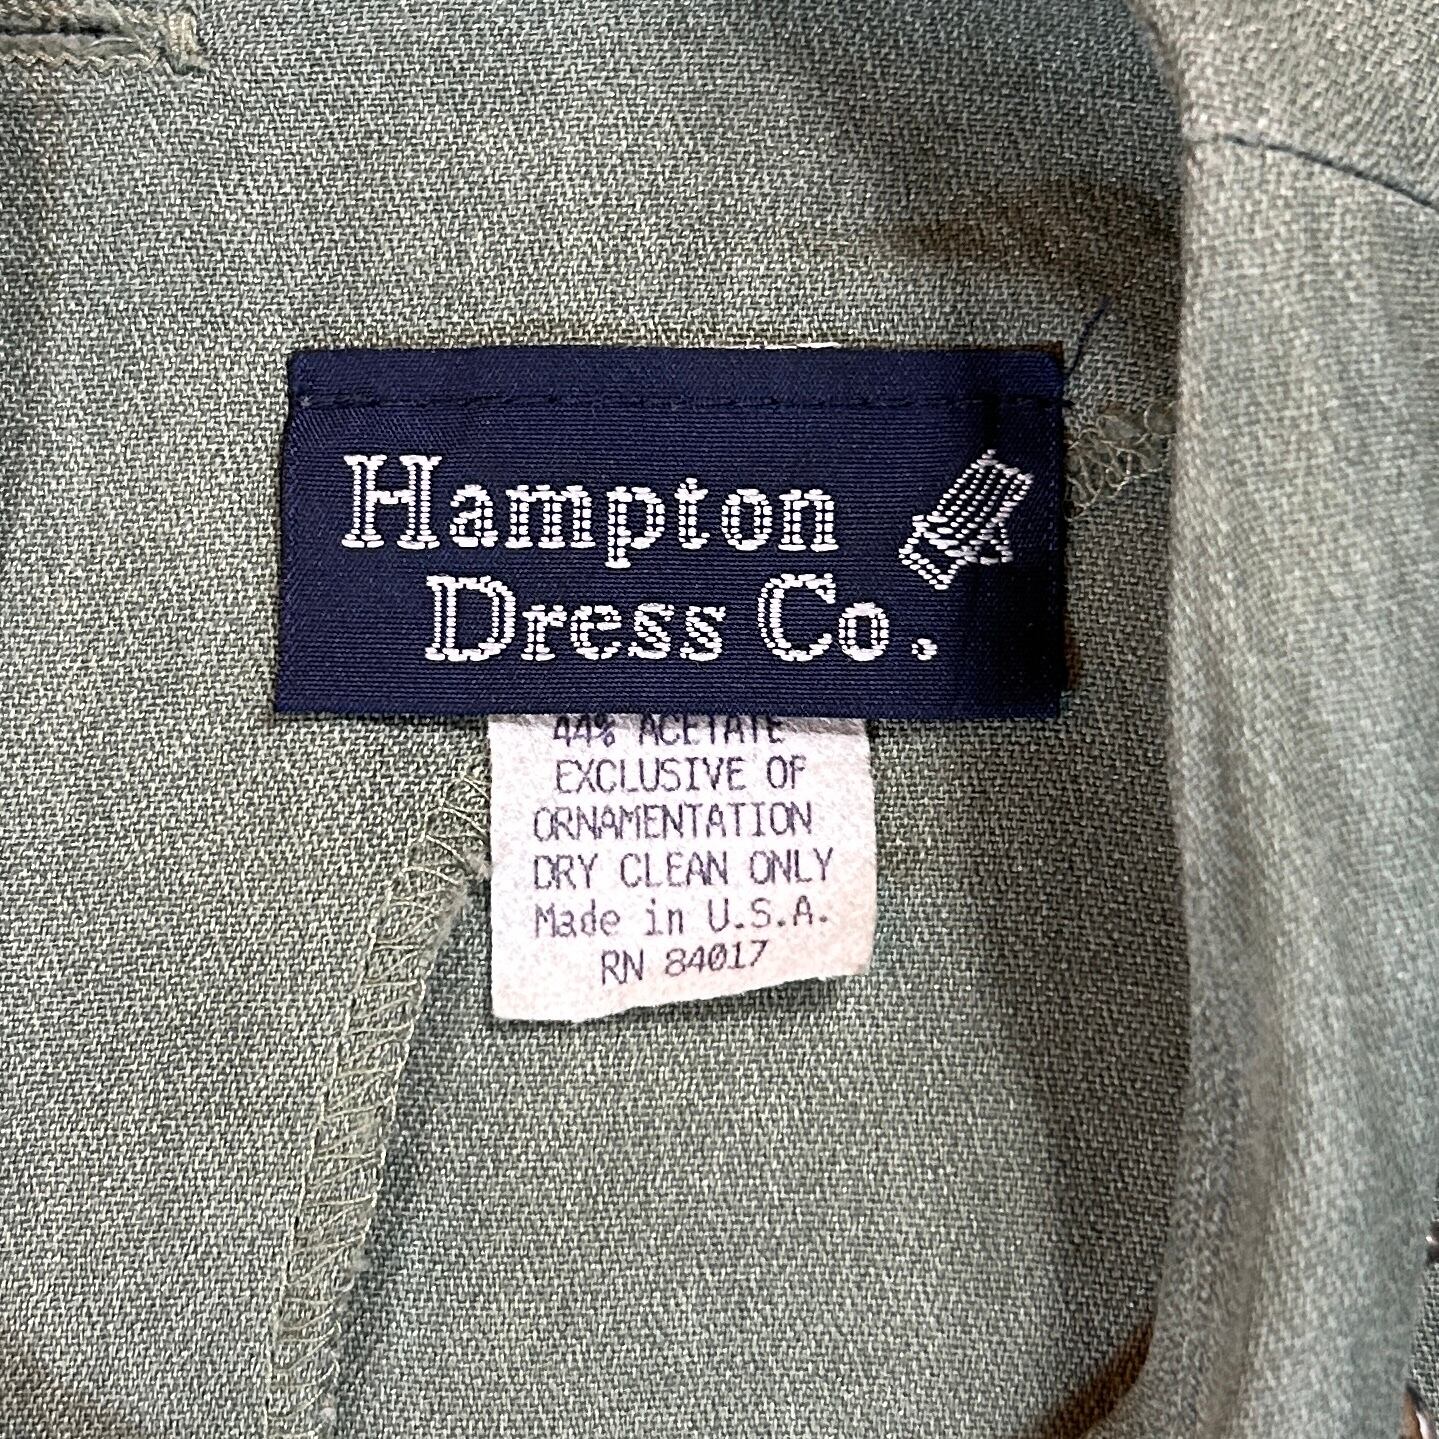 Hampton
Dress Co.
44% ACETATE
EXCLUSIVE OF
ORNAMENTATION
DRY CLEAN ONLY
Made in U.S.A.
RN 84017